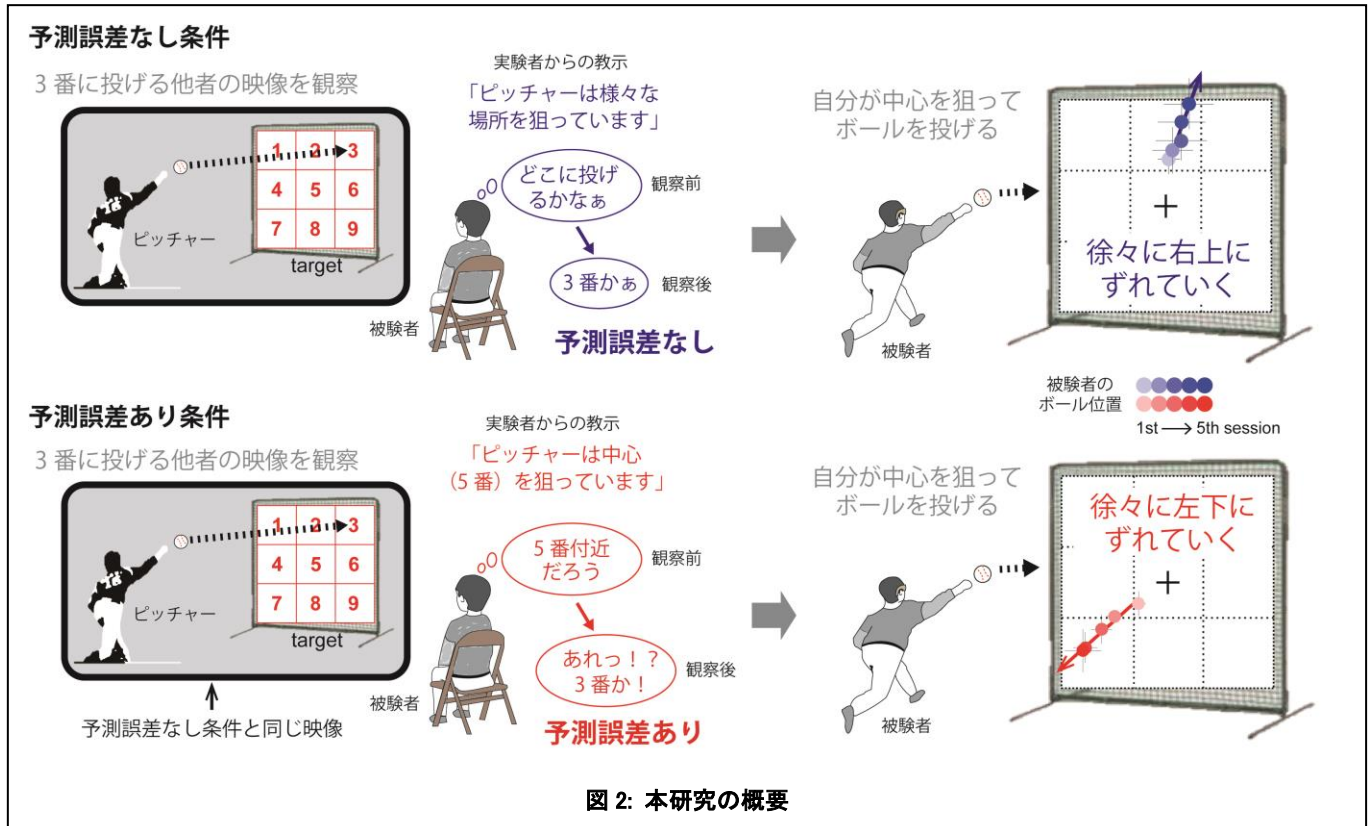 予測誤差なし条件
3 番に投げる他者の映像を観察
1 2 3
4 5 6
7 8 9
ピッチャー
target
実験者からの教示
「ピッチャーは様々な
場所を狙っています」
どこに投げ
るかなぁ
観察前
3 番かぁ
観察後
被験者
予測誤差なし
自分が中心を狙って
ボールを投げる
被験者
徐々に右上に
ずれていく
被験者の
ボール位置
1st → 5th session
予測誤差あり条件
3 番に投げる他者の映像を観察
1 2 3
4 5 6
7 8 9
ピッチャー
target
予測誤差なし条件と同じ映像
実験者からの教示
「ピッチャーは中心
(5 番)を狙っています」
5 番付近
だろう
観察前
あれっ！？
3 番か！
観察後
被験者
予測誤差あり
自分が中心を狙って
ボールを投げる
被験者
徐々に左下に
ずれていく
図 2: 本研究の概要